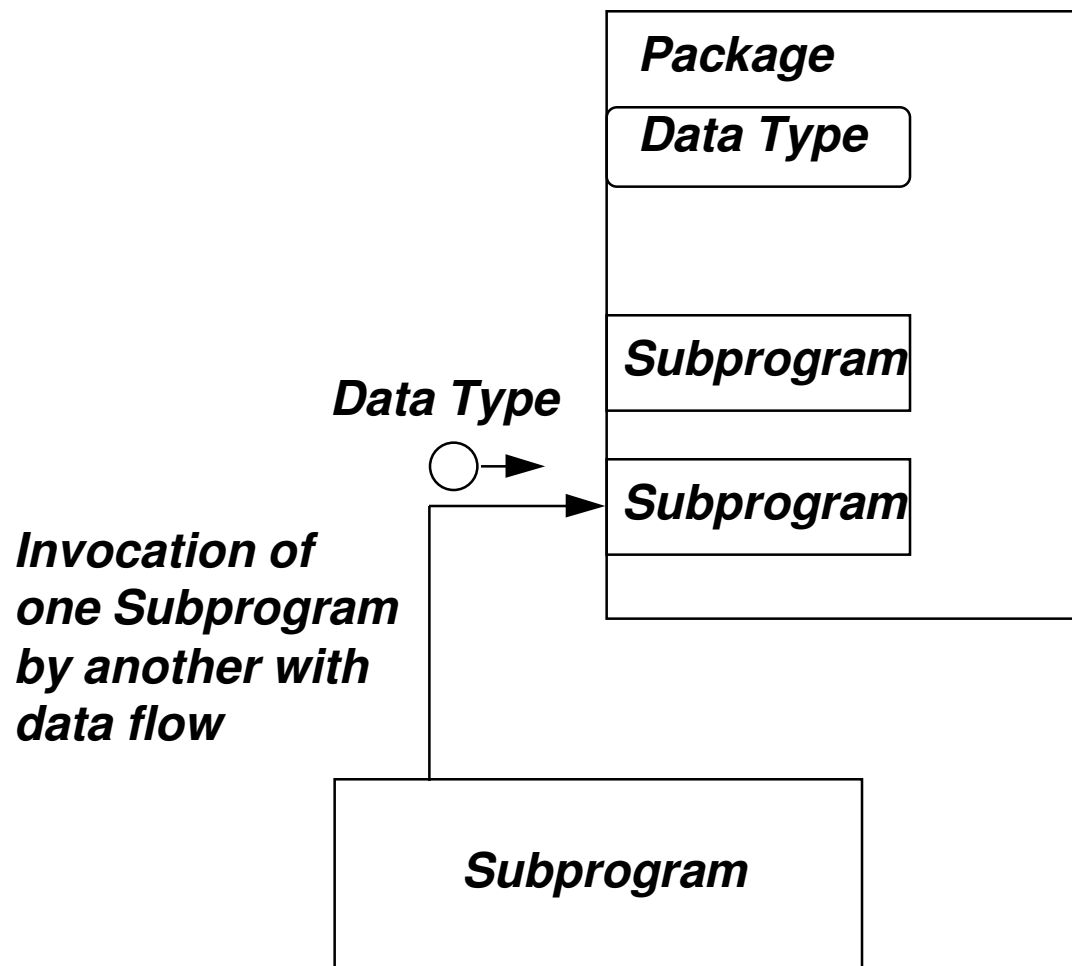 Package
Data Type
Subprogram
Data Type
Subprogram
Invocation of
one Subprogram
by another with
data flow
Subprogram